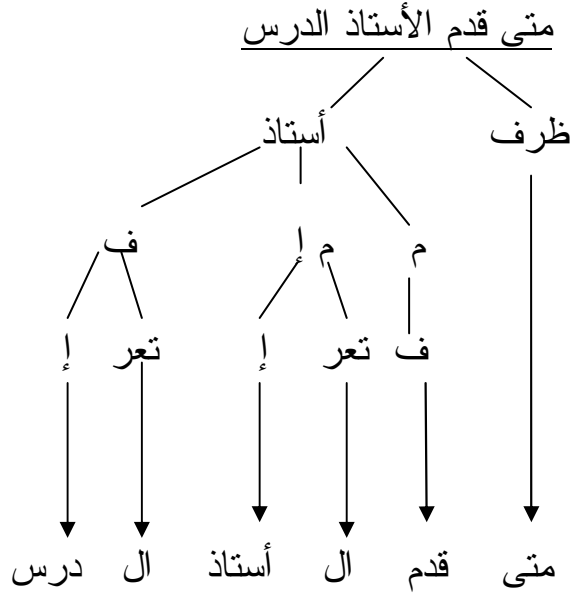 متى قدم الأستاذ الدرس
ظرف أستاذ
م م إ ف
ف تعر إ تعر إ
متى قدم ال أستاذ ال درس